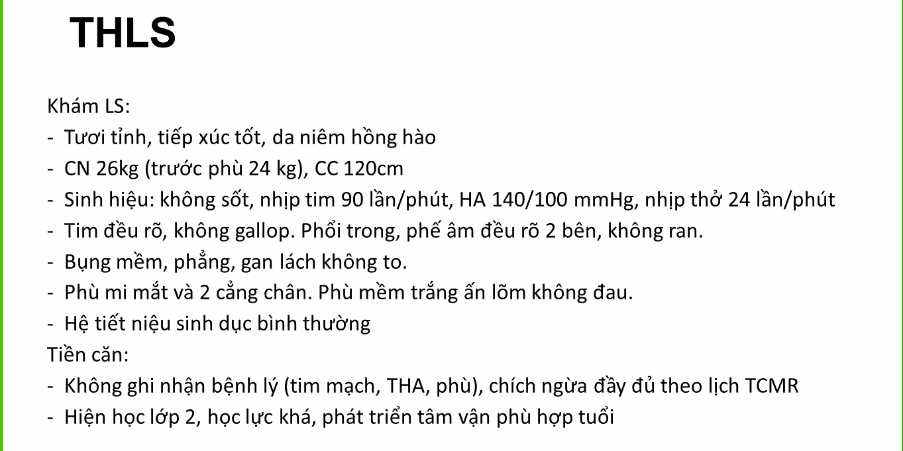 THLS
Khám LS:
- Tươi tỉnh, tiếp xúc tốt, da niêm hồng hào
- CN 26kg (trước phù 24 kg), CC 120cm
- Sinh hiệu: không sốt, nhịp tim 90 lần/phút, HA 140/100 mmHg, nhịp thở 24 lần/phút
- Tim đều rõ, không gallop. Phổi trong, phế âm đều rõ 2 bên, không ran.
- Bụng mềm, phẳng, gan lách không to.
- Phù mi mắt và 2 cẳng chân. Phù mềm trắng ấn lõm không đau.
- Hệ tiết niệu sinh dục bình thường
Tiền căn:
- Không ghi nhận bệnh lý (tim mạch, THA, phù), chích ngừa đầy đủ theo lịch TCMR
- Hiện học lớp 2, học lực khá, phát triển tâm vận phù hợp tuổi